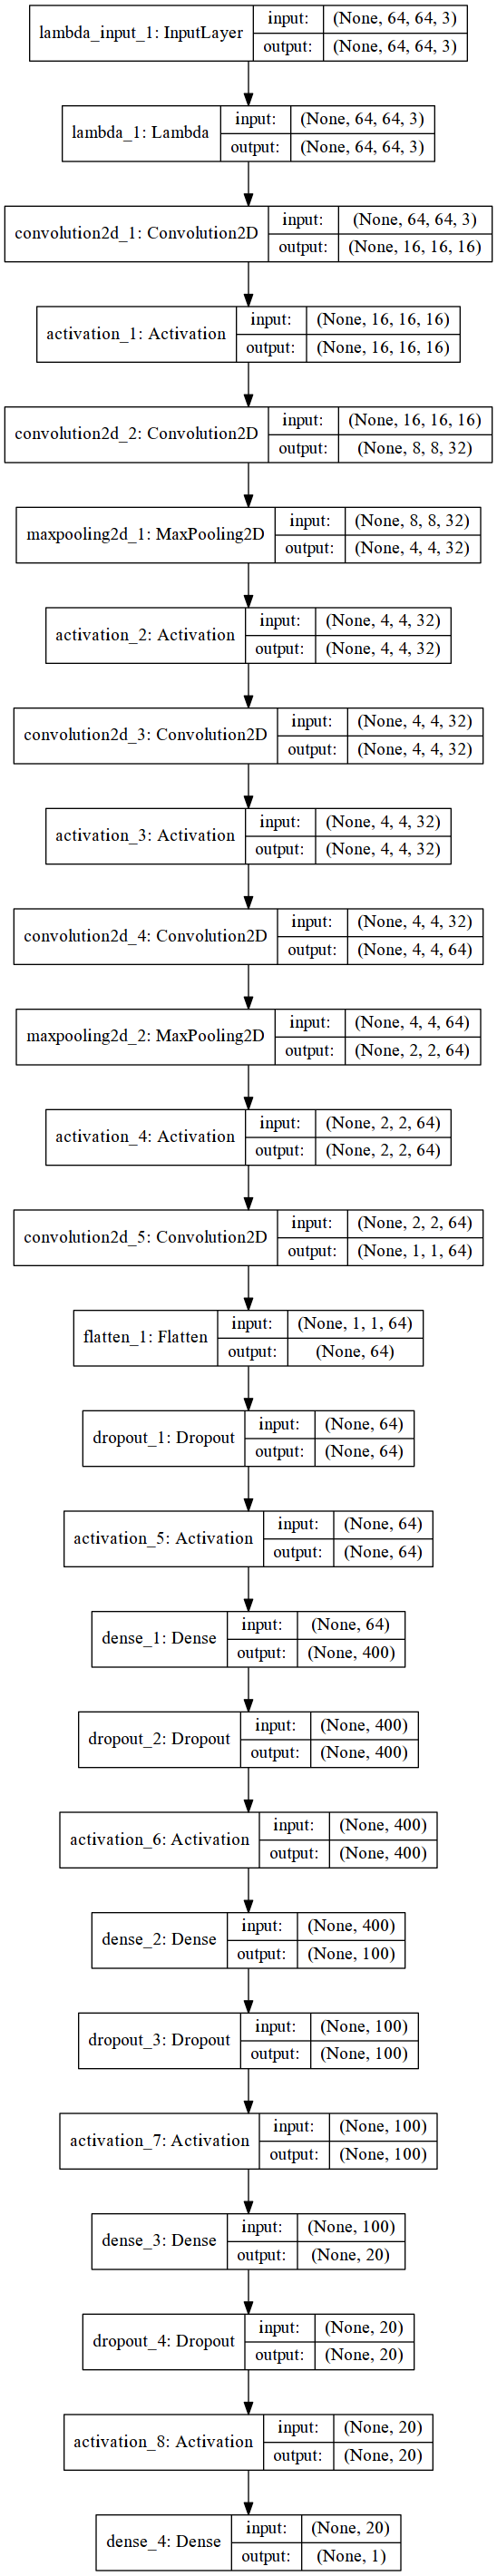 lambda_input_1: InputLayer
input: (None, 64, 64, 3)
output: (None, 64, 64, 3)
lambda_1: Lambda
input: (None, 64, 64, 3)
output: (None, 64, 64, 3)
convolution2d_1: Convolution2D
input: (None, 64, 64, 3)
output: (None, 16, 16, 16)
activation_1: Activation
input: (None, 16, 16, 16)
output: (None, 16, 16, 16)
convolution2d_2: Convolution2D
input: (None, 16, 16, 16)
output: (None, 8, 8, 32)
maxpooling2d_1: MaxPooling2D
input: (None, 8, 8, 32)
output: (None, 4, 4, 32)
activation_2: Activation
input: (None, 4, 4, 32)
output: (None, 4, 4, 32)
convolution2d_3: Convolution2D
input: (None, 4, 4, 32)
output: (None, 4, 4, 32)
activation_3: Activation
input: (None, 4, 4, 32)
output: (None, 4, 4, 32)
convolution2d_4: Convolution2D
input: (None, 4, 4, 32)
output: (None, 4, 4, 64)
maxpooling2d_2: MaxPooling2D
input: (None, 4, 4, 64)
output: (None, 2, 2, 64)
activation_4: Activation
input: (None, 2, 2, 64)
output: (None, 2, 2, 64)
convolution2d_5: Convolution2D
input: (None, 2, 2, 64)
output: (None, 1, 1, 64)
flatten_1: Flatten
input: (None, 1, 1, 64)
output: (None, 64)
dropout_1: Dropout
input: (None, 64)
output: (None, 64)
activation_5: Activation
input: (None, 64)
output: (None, 64)
dense_1: Dense
input: (None, 64)
output: (None, 400)
dropout_2: Dropout
input: (None, 400)
output: (None, 400)
activation_6: Activation
input: (None, 400)
output: (None, 400)
dense_2: Dense
input: (None, 400)
output: (None, 100)
dropout_3: Dropout
input: (None, 100)
output: (None, 100)
activation_7: Activation
input: (None, 100)
output: (None, 100)
dense_3: Dense
input: (None, 100)
output: (None, 20)
dropout_4: Dropout
input: (None, 20)
output: (None, 20)
activation_8: Activation
input: (None, 20)
output: (None, 20)
dense_4: Dense
input: (None, 20)
output: (None, 1)